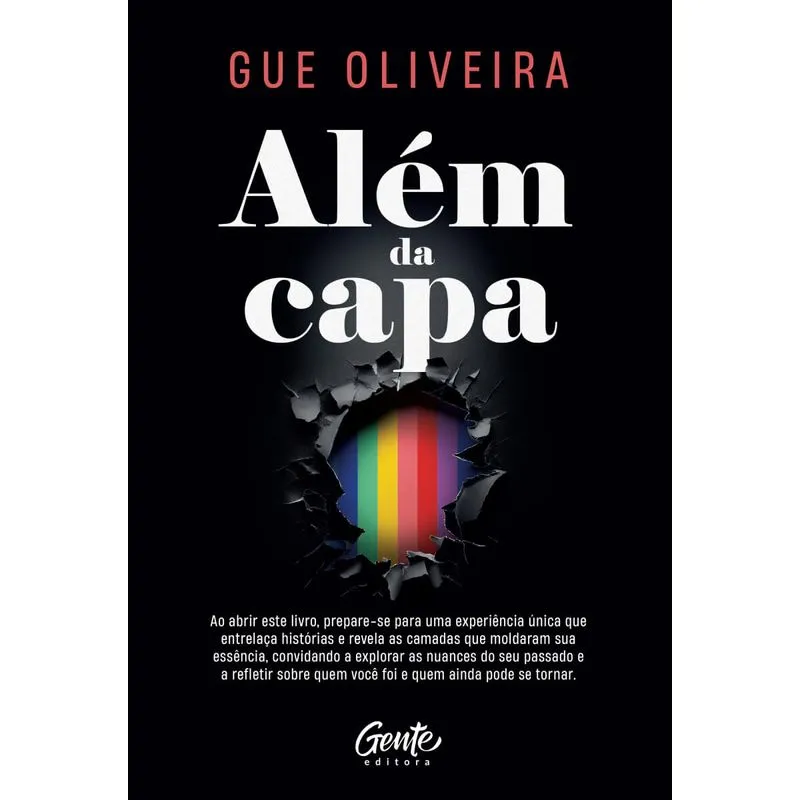 GUE OLIVEIRA
Além
da
capa
Ao abrir este livro, prepare-se para uma experiência única que
entrelaça histórias e revela as camadas que moldaram sua
essência, convidando a explorar as nuances do seu passado e
a refletir sobre quem você foi e quem ainda pode se tornar.
Gente
editora